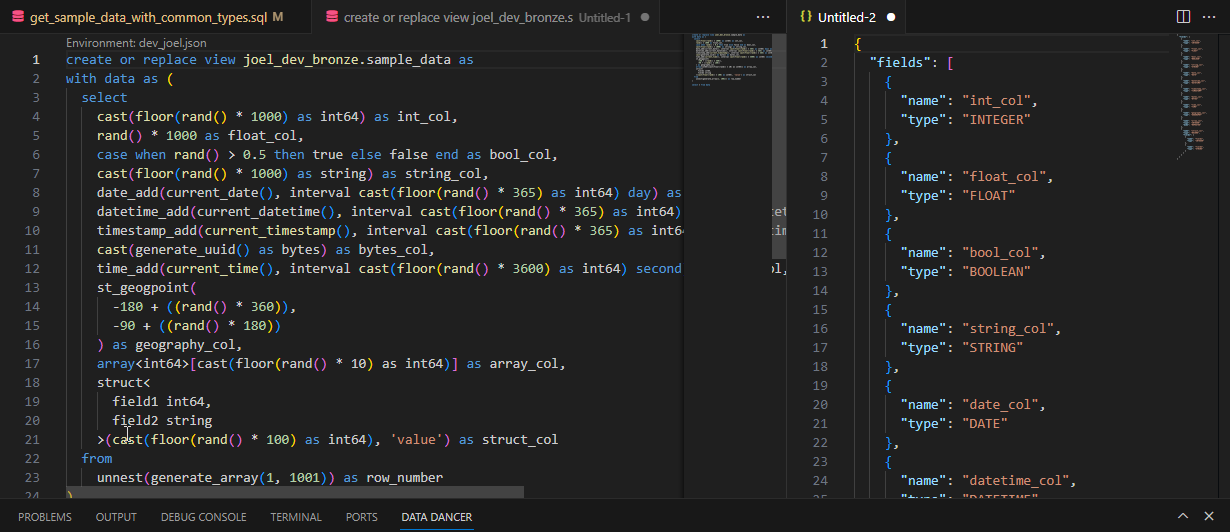 get_sample_data_with_common_types.sql M
create or replace view joel_dev_bronze.s Untitled-1
Untitled-2
Environment: dev_joel.json
1 create or replace view joel_dev_bronze.sample_data as
2 with data as (
3 select
4 cast(floor(rand() * 1000) as int64) as int_col,
5 rand() * 1000 as float_col,
6 case when rand() > 0.5 then true else false end as bool_col,
7 cast(floor(rand() * 1000) as string) as string_col,
8 date_add(current_date(), interval cast(floor(rand() * 365) as int64) day) as
9 datetime_add(current_datetime(), interval cast(floor(rand() * 365) as int64)
10 timestamp_add(current_timestamp(), interval cast(floor(rand() * 365) as int64
11 cast(generate_uuid() as bytes) as bytes_col,
12 time_add(current_time(), interval cast(floor(rand() * 3600) as int64) second
13 st_geogpoint(
14 -180 + ((rand() * 360)),
15 -90 + ((rand() * 180))
16 ) as geography_col,
17 array<int64>[cast(floor(rand() * 10) as int64)] as array_col,
18 struct<
19 field1 int64,
20 field2 string
21 >(cast(floor(rand() * 100) as int64), 'value') as struct_col
22 from
23 unnest(generate_array(1, 1001)) as row_number
24 )
1 {
2 "fields": [
3 {
4 "name": "int_col",
5 "type": "INTEGER"
6 },
7 {
8 "name": "float_col",
9 "type": "FLOAT"
10 },
11 {
12 "name": "bool_col",
13 "type": "BOOLEAN"
14 },
15 {
16 "name": "string_col",
17 "type": "STRING"
18 },
19 {
20 "name": "date_col",
21 "type": "DATE"
22 },
23 {
24 "name": "datetime_col",
25 "type": "DATETIME"
PROBLEMS OUTPUT DEBUG CONSOLE TERMINAL PORTS DATA DANCER